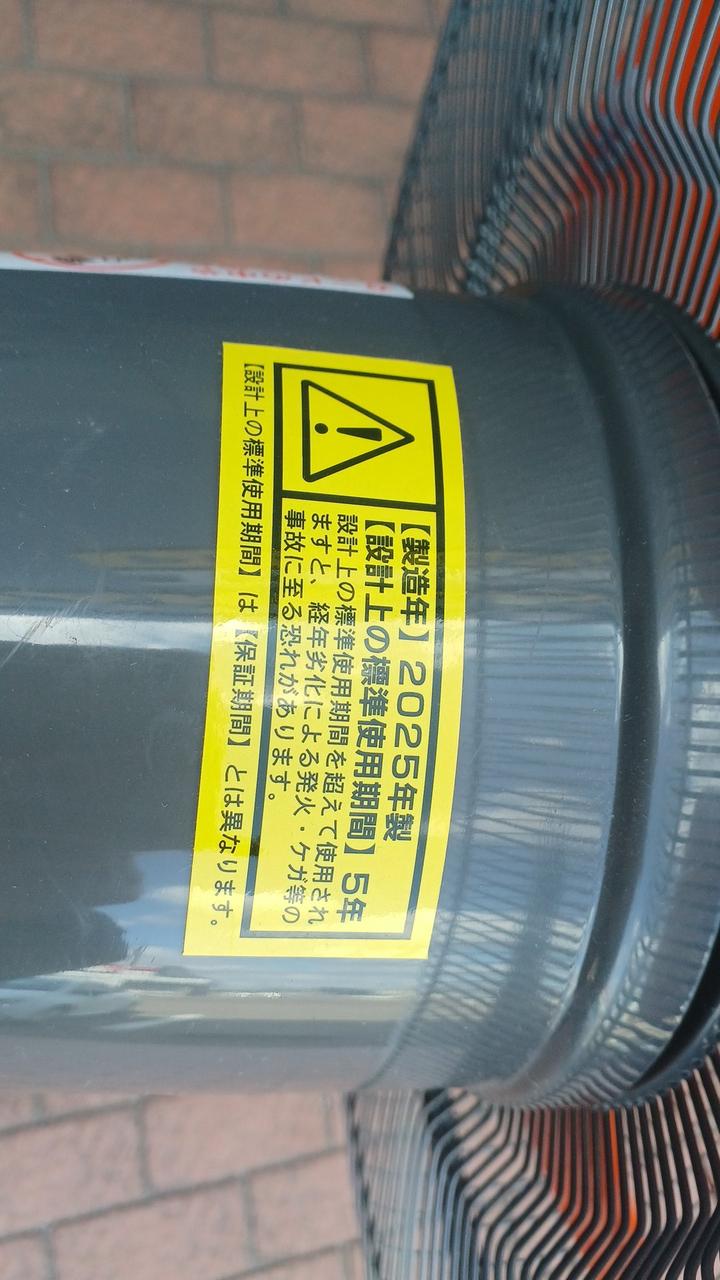 【製造年】2025年製
【設計上の標準使用期間】5年
設計上の標準使用期間を超えて使用され
ますと、経年劣化による発火・ケガ等の
事故に至る恐れがあります。
【設計上の標準使用期間】は【保証期間】とは異なります。